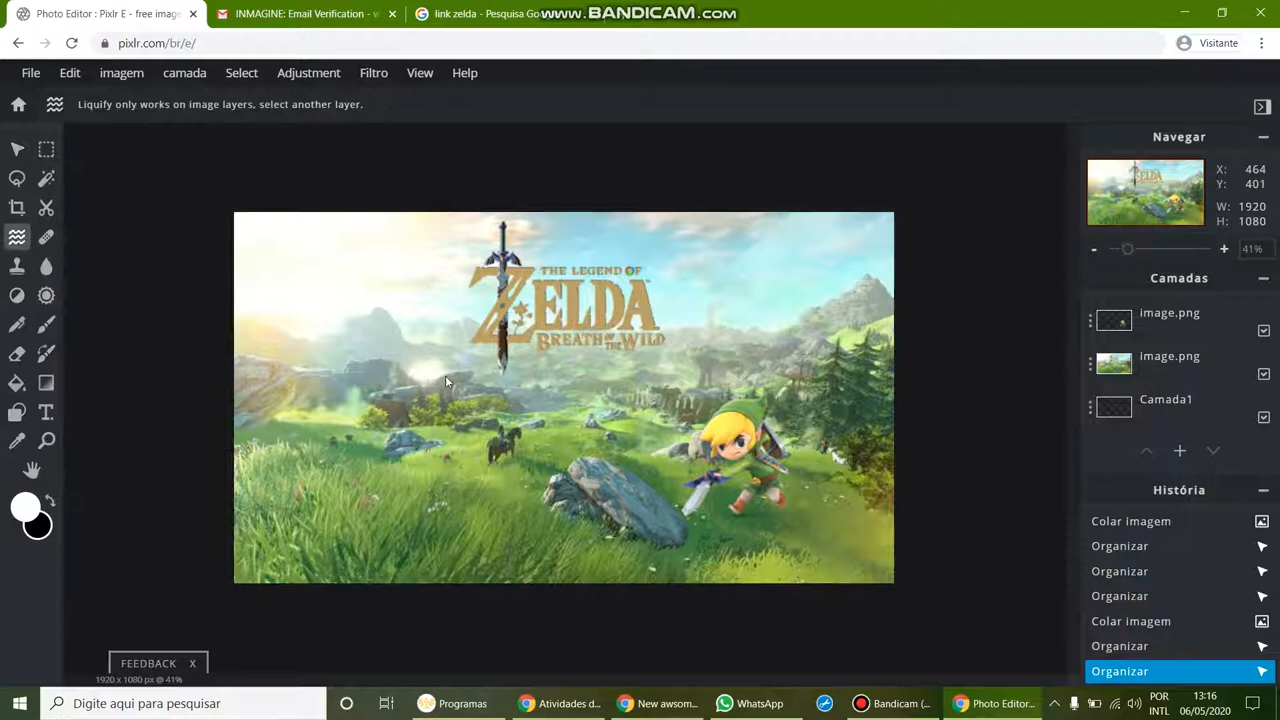 Photo Editor : Pixlr E - free imag
INMAGINE: Email Verification -
link zelda - Pesquisa Go
www.BANDICAM.com
pixlr.com/br/e/
Visitante
File Edit imagem camada Select Adjustment Filtro View Help
Liquify only works on image layers, select another layer.
Navegar
X: 464
Y: 401
W: 1920
H: 1080
- + 41%
Camadas
image.png
image.png
Camada1
História
Colar imagem
Organizar
Organizar
Organizar
Colar imagem
Organizar
Organizar
THE LEGEND OF
ZELDA
BREATH OF THE WILD
T
FEEDBACK X
1920 x 1080 px @ 41%
Digite aqui para pesquisar
Programas
Atividades d...
New awsom...
WhatsApp
Bandicam (...
Photo Editor...
POR
INTL
13:16
06/05/2020